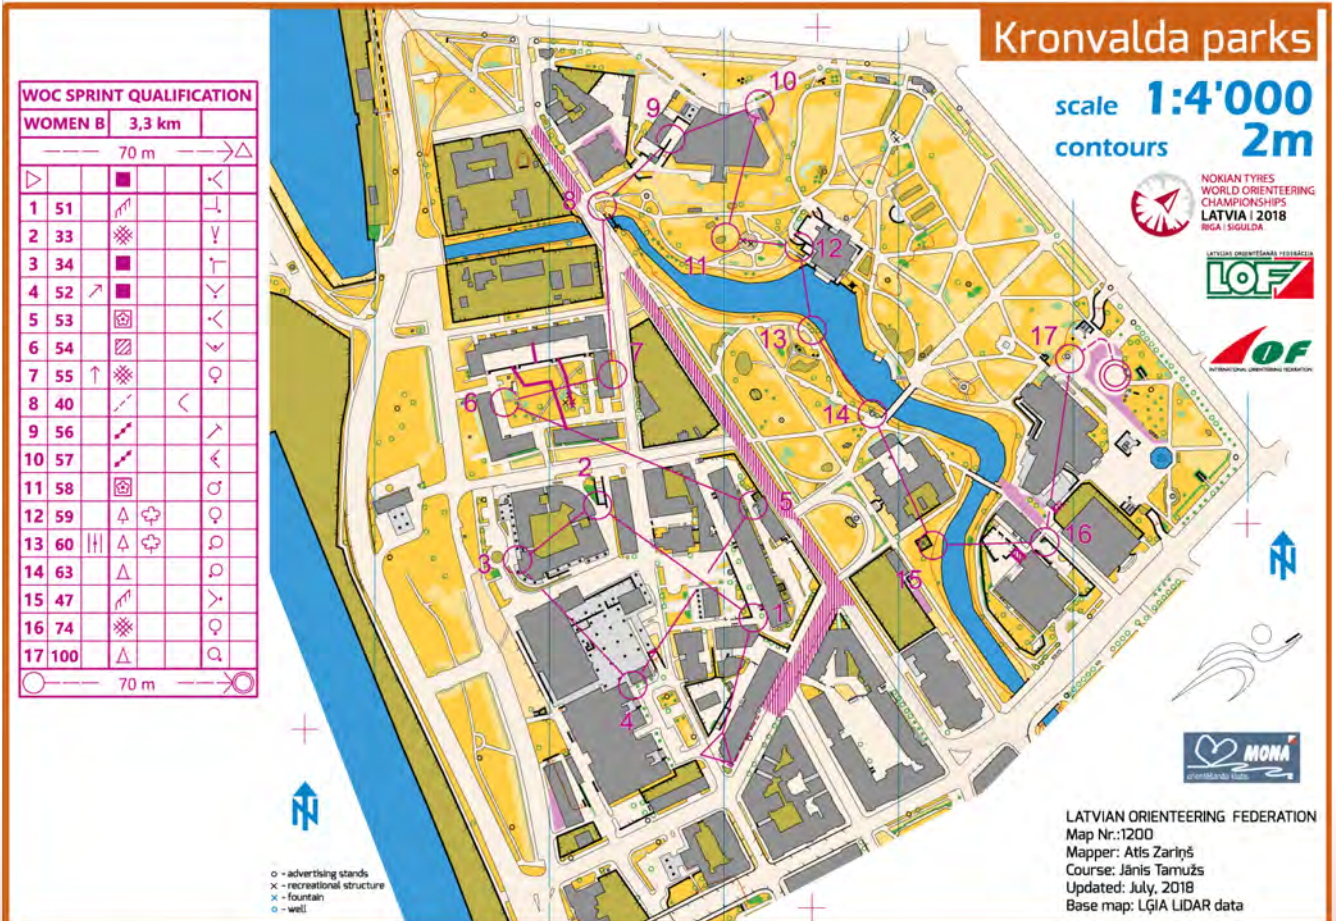 Kronvalda parks
scale 1:4'000
contours 2m
NOKIAN TYRES
WORLD ORIENTEERING
CHAMPIONSHIPS
LATVIA | 2018
RIGA | SIGULDA
LATVIJAS ORIENTĒŠANĀS FEDERĀCIJA
LOF
IOF
INTERNATIONAL ORIENTEERING FEDERATION
WOC SPRINT QUALIFICATION
WOMEN B 3,3 km
70 m
1 51
2 33
3 34
4 52
5 53
6 54
7 55
8 40
9 56
10 57
11 58
12 59
13 60
14 63
15 47
16 74
17 100
70 m
10
9
8
12
11
17
13
7
6
14
2
5
16
3
15
1
4
N
N
MONA
orientēšanās klubs
LATVIAN ORIENTEERING FEDERATION
Map Nr.:1200
Mapper: Atis Zariņš
Course: Jānis Tamužs
Updated: July, 2018
Base map: LĢIA LiDAR data
o - advertising stands
x - recreational structure
x - fountain
o - well